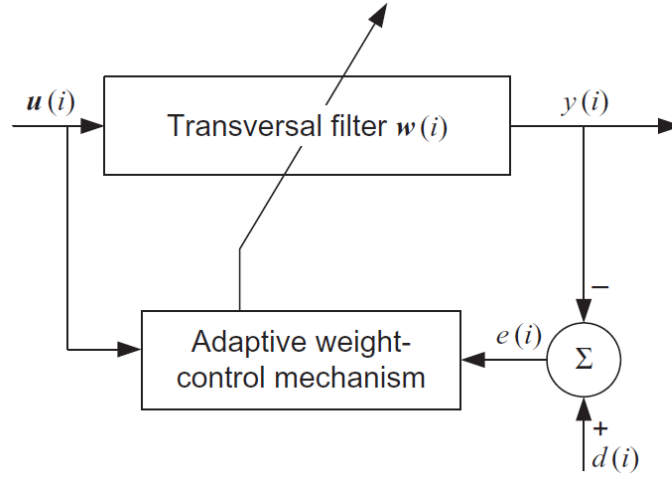 u(i)
Transversal filter w(i)
y(i)
−
Adaptive weight-
control mechanism
e(i)
Σ
+
d(i)